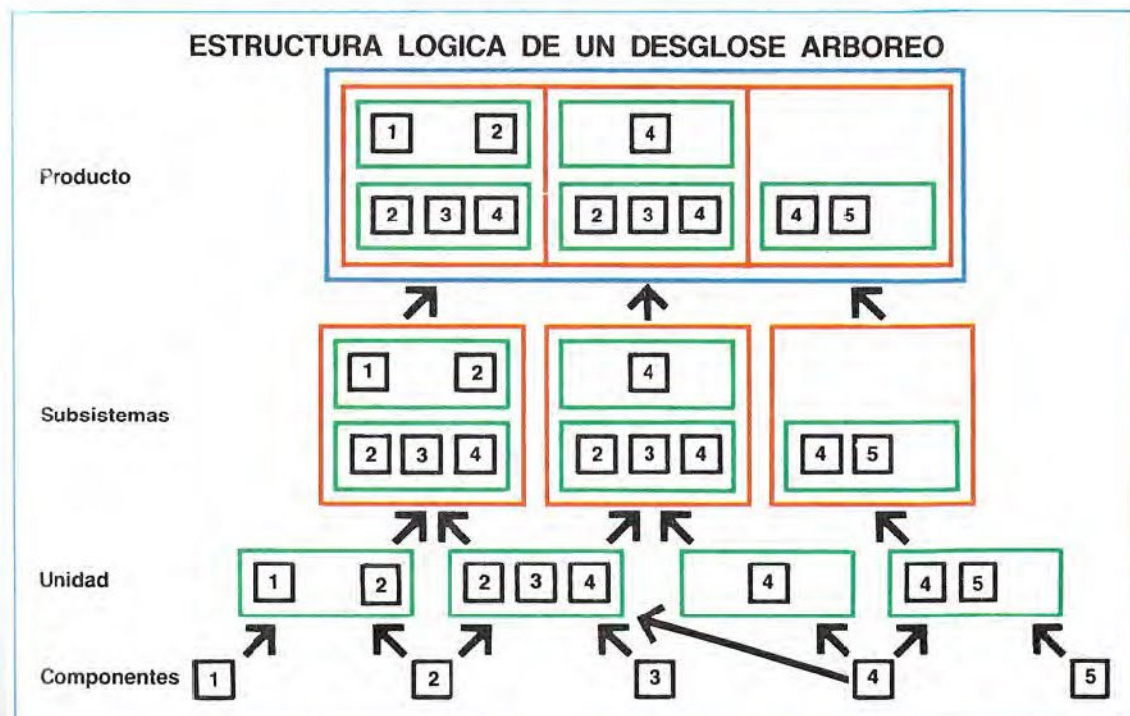 ESTRUCTURA LOGICA DE UN DESGLOSE ARBOREO
1 2 4
Producto
2 3 4 2 3 4 4 5
1 2 4
Subsistemas
2 3 4 2 3 4 4 5
Unidad 1 2 2 3 4 4 4 5
Componentes 1 2 3 4 5